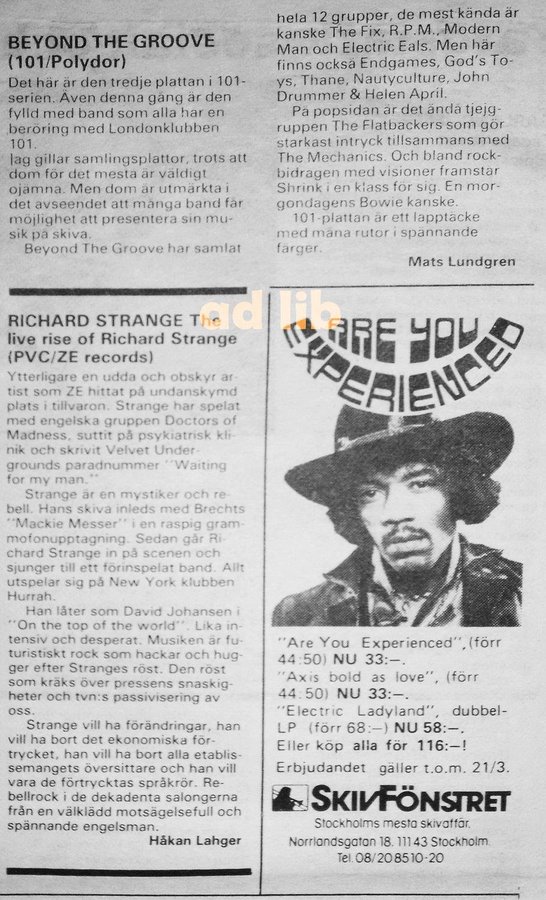 BEYOND THE GROOVE
(101/Polydor)
Det här är den tredje plattan i 101-
serien. Även denna gång är den
fylld med band som alla har en
beröring med Londonklubben
101.
Jag gillar samlingsplattor, trots att
dom för det mesta är väldigt
ojämna. Men dom är utmärkta i
det avseendet att många band får
möjlighet att presentera sin mu-
sik på skiva.
Beyond The Groove har samlat
hela 12 grupper, de mest kända är
kanske The Fix, R.P.M., Modern
Man och Electric Eals. Men här
finns också Endgames, God's To-
ys, Thane, Nautyculture, John
Drummer & Helen April.
På popsidan är det ändå tjejg-
ruppen The Flatbackers som gör
starkast intryck tillsammans med
The Mechanics. Och bland rock-
bidragen med visioner framstår
Shrink i en klass för sig. En mor-
gondagens Bowie kanske.
101-plattan är ett lapptäcke
med måna rutor i spännande
färger.
Mats Lundgren
ad lib
RICHARD STRANGE The
live rise of Richard Strange
(PVC/ZE records)
Ytterligare en udda och obskyr ar-
tist som ZE hittat på undanskymd
plats i tillvaron. Strange har spelat
med engelska gruppen Doctors of
Madness, suttit på psykiatrisk kli-
nik och skrivit Velvet Under-
grounds paradnummer "Waiting
for my man."
Strange är en mystiker och re-
bell. Hans skiva inleds med Brechts
"Mackie Messer" i en raspig gram-
mofonupptagning. Sedan går Ri-
chard Strange in på scenen och
sjunger till ett förinspelat band. Allt
utspelar sig på New York klubben
Hurrah.
Han låter som David Johansen i
"On the top of the world". Lika in-
tensiv och desperat. Musiken är fu-
turistiskt rock som hackar och hug-
ger efter Stranges röst. Den röst
som kräks över pressens snaskig-
heter och tvn:s passivisering av
oss.
Strange vill ha förändringar, han
vill ha bort det ekonomiska för-
trycket, han vill ha bort alla etablis-
semangets översittare och han vill
vara de förtrycktas språkrör. Re-
bellrock i de dekadenta salongerna
från en välklädd motsägelsefull och
spännande engelsman.
Håkan Lahger
ARE YOU
EXPERIENCED
"Are You Experienced", (förr
44:50) NU 33:–.
"Axis bold as love", (förr
44:50) NU 33:–.
"Electric Ladyland", dubbel-
LP (förr 68:–) NU 58:–.
Eller köp alla för 116:–!
Erbjudandet gäller t.o.m. 21/3.
SKIVFÖNSTRET
Stockholms mesta skivaffär.
Norrlandsgatan 18. 111 43 Stockholm.
Tel. 08/20 85 10-20